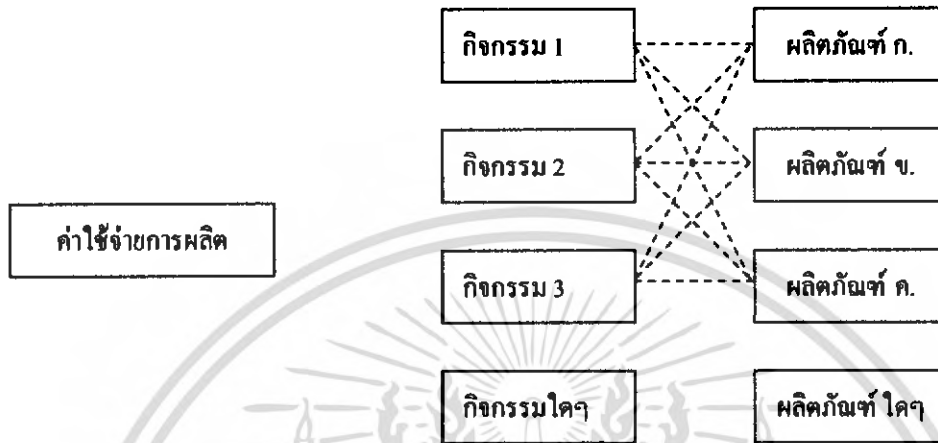 กิจกรรม 1
ผลิตภัณฑ์ ก.
กิจกรรม 2
ผลิตภัณฑ์ ข.
ค่าใช้จ่ายการผลิต
กิจกรรม 3
ผลิตภัณฑ์ ค.
กิจกรรมใดๆ
ผลิตภัณฑ์ ใดๆ